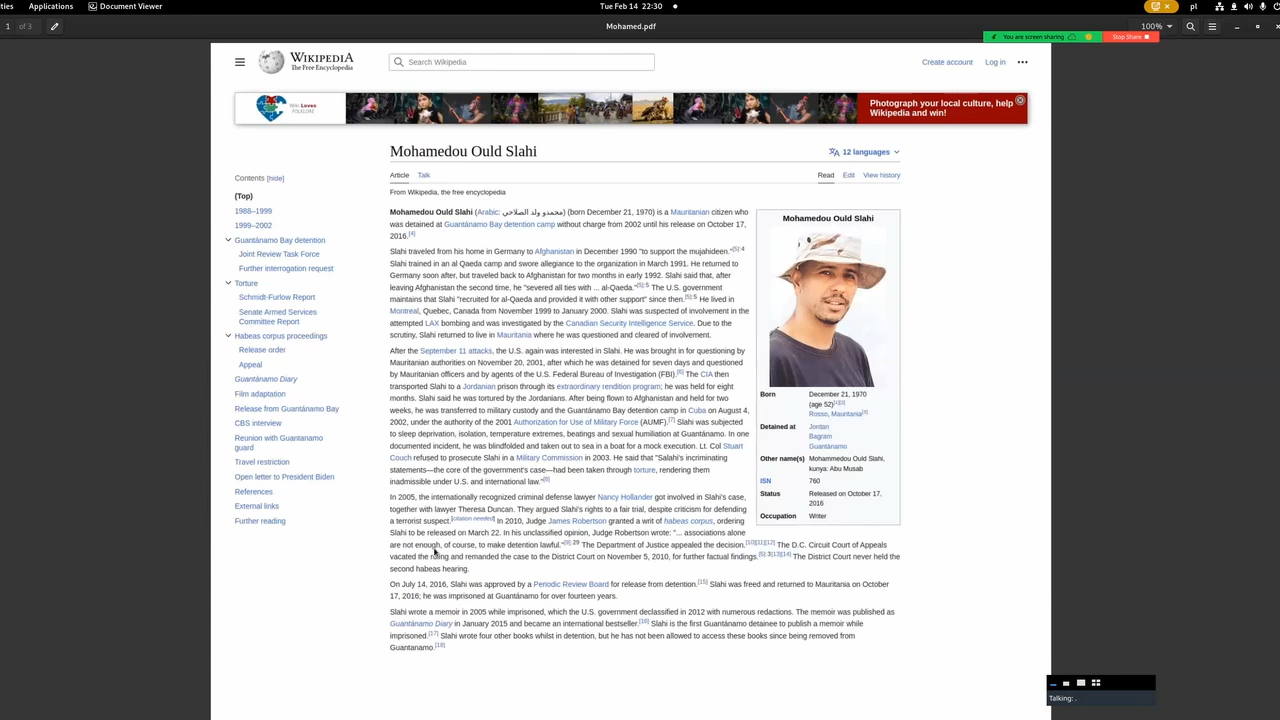 Activities
Applications
Document Viewer
Tue Feb 14 22:30
1 of 3
Mohamed.pdf
100%
You are screen sharing
Stop Share
WIKIPEDIA
The Free Encyclopedia
Search Wikipedia
Create account
Log in
Wiki Loves
FOLKLORE
Photograph your local culture, help
Wikipedia and win!
Mohamedou Ould Slahi
12 languages
Contents [hide]
(Top)
1988–1999
1999–2002
Guantánamo Bay detention
Joint Review Task Force
Further interrogation request
Torture
Schmidt-Furlow Report
Senate Armed Services
Committee Report
Habeas corpus proceedings
Release order
Appeal
Guantánamo Diary
Film adaptation
Release from Guantánamo Bay
CBS interview
Reunion with Guantanamo
guard
Travel restriction
Open letter to President Biden
References
External links
Further reading
Article
Talk
Read
Edit
View history
From Wikipedia, the free encyclopedia
Mohamedou Ould Slahi (Arabic: محمدو ولد الصلاحي) (born December 21, 1970) is a Mauritanian citizen who
was detained at Guantánamo Bay detention camp without charge from 2002 until his release on October 17,
2016.[4]
Slahi traveled from his home in Germany to Afghanistan in December 1990 "to support the mujahideen."[5]:4
Slahi trained in an al Qaeda camp and swore allegiance to the organization in March 1991. He returned to
Germany soon after, but traveled back to Afghanistan for two months in early 1992. Slahi said that, after
leaving Afghanistan the second time, he "severed all ties with ... al-Qaeda."[5]:5 The U.S. government
maintains that Slahi "recruited for al-Qaeda and provided it with other support" since then.[5]:5 He lived in
Montreal, Quebec, Canada from November 1999 to January 2000. Slahi was suspected of involvement in the
attempted LAX bombing and was investigated by the Canadian Security Intelligence Service. Due to the
scrutiny, Slahi returned to live in Mauritania where he was questioned and cleared of involvement.
After the September 11 attacks, the U.S. again was interested in Slahi. He was brought in for questioning by
Mauritanian authorities on November 20, 2001, after which he was detained for seven days and questioned
by Mauritanian officers and by agents of the U.S. Federal Bureau of Investigation (FBI).[6] The CIA then
transported Slahi to a Jordanian prison through its extraordinary rendition program; he was held for eight
months. Slahi said he was tortured by the Jordanians. After being flown to Afghanistan and held for two
weeks, he was transferred to military custody and the Guantánamo Bay detention camp in Cuba on August 4,
2002, under the authority of the 2001 Authorization for Use of Military Force (AUMF).[7] Slahi was subjected
to sleep deprivation, isolation, temperature extremes, beatings and sexual humiliation at Guantánamo. In one
documented incident, he was blindfolded and taken out to sea in a boat for a mock execution. Lt. Col Stuart
Couch refused to prosecute Slahi in a Military Commission in 2003. He said that "Slahi's incriminating
statements—the core of the government's case—had been taken through torture, rendering them
inadmissible under U.S. and international law."[8]
In 2005, the internationally recognized criminal defense lawyer Nancy Hollander got involved in Slahi's case,
together with lawyer Theresa Duncan. They argued Slahi's rights to a fair trial, despite criticism for defending
a terrorist suspect.[citation needed] In 2010, Judge James Robertson granted a writ of habeas corpus, ordering
Slahi to be released on March 22. In his unclassified opinion, Judge Robertson wrote: "... associations alone
are not enough, of course, to make detention lawful."[9]:29 The Department of Justice appealed the decision.[10][11][12] The D.C. Circuit Court of Appeals
vacated the ruling and remanded the case to the District Court on November 5, 2010, for further factual findings.[5]:3[13][14] The District Court never held the
second habeas hearing.
On July 14, 2016, Slahi was approved by a Periodic Review Board for release from detention.[15] Slahi was freed and returned to Mauritania on October
17, 2016; he was imprisoned at Guantánamo for over fourteen years.
Slahi wrote a memoir in 2005 while imprisoned, which the U.S. government declassified in 2012 with numerous redactions. The memoir was published as
Guantánamo Diary in January 2015 and became an international bestseller.[16] Slahi is the first Guantánamo detainee to publish a memoir while
imprisoned.[17] Slahi wrote four other books whilst in detention, but he has not been allowed to access these books since being removed from
Guantanamo.[18]
Mohamedou Ould Slahi
Born December 21, 1970
(age 52)[1][2]
Rosso, Mauritania[3]
Detained at Jordan
Bagram
Guantánamo
Other name(s) Mohammedou Ould Slahi,
kunya: Abu Musab
ISN 760
Status Released on October 17,
2016
Occupation Writer
Talking: .